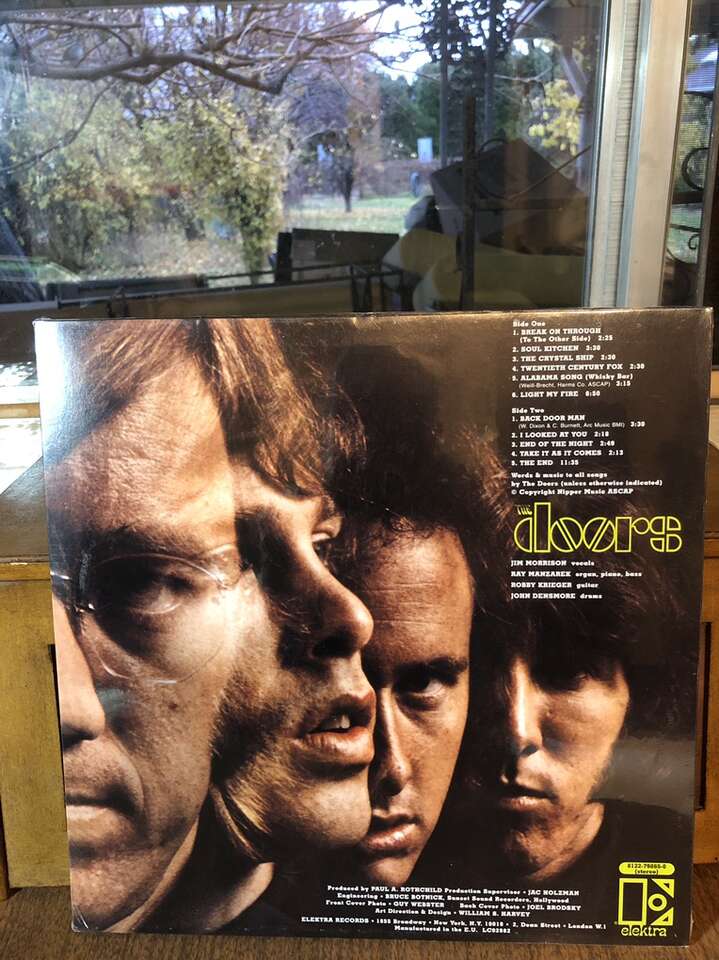 Side One
1. BREAK ON THROUGH
(To The Other Side) 2:25
2. SOUL KITCHEN 3:30
3. THE CRYSTAL SHIP 2:30
4. TWENTIETH CENTURY FOX 2:30
5. ALABAMA SONG (Whisky Bar)
(Weill-Brecht, Harms Co. ASCAP) 3:15
6. LIGHT MY FIRE 6:50
Side Two
1. BACK DOOR MAN
(W. Dixon & C. Burnett, Arc Music BMI) 3:30
2. I LOOKED AT YOU 2:18
3. END OF THE NIGHT 2:49
4. TAKE IT AS IT COMES 2:13
5. THE END 11:35
Words & music to all songs
by The Doors (unless otherwise indicated)
© Copyright Nipper Music ASCAP
THE
doors
JIM MORRISON vocals
RAY MANZAREK organ, piano, bass
ROBBY KRIEGER guitar
JOHN DENSMORE drums
8122-79865-0
(stereo)
elektra
Produced by PAUL A. ROTHCHILD Production Supervisor • JAC HOLZMAN
Engineering • BRUCE BOTNICK, Sunset Sound Recorders, Hollywood
Front Cover Photo • GUY WEBSTER Back Cover Photo • JOEL BRODSKY
Art Direction & Design • WILLIAM S. HARVEY
ELEKTRA RECORDS • 1855 Broadway • New York, N.Y. 10019 • 2, Dean Street • London W.1
Manufactured in the E.U. LC02982